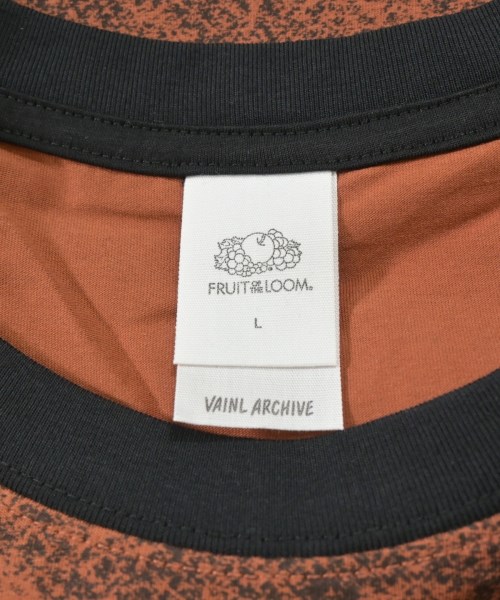 FRUIT OF THE LOOM®
L
VAINL ARCHIVE